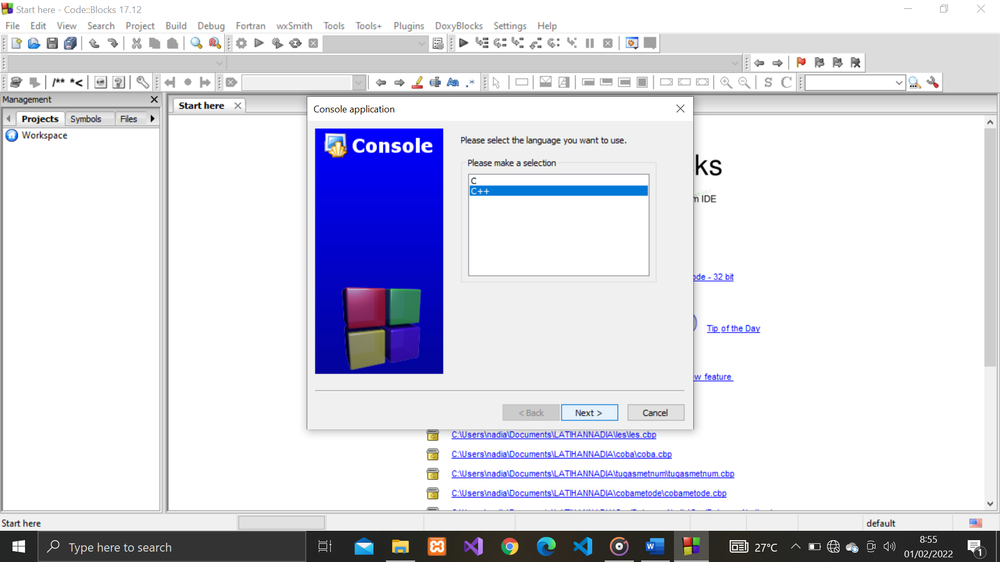 Start here - Code::Blocks 17.12
File Edit View Search Project Build Debug Fortran wxSmith Tools Tools+ Plugins DoxyBlocks Settings Help
/** *<
S C
Management
Projects Symbols Files
Workspace
Start here
Console application
Console
Please select the language you want to use.
Please make a selection
C
C++
< Back Next > Cancel
ks
m IDE
ode - 32 bit
Tip of the Day
w feature
C:\Users\nadia\Documents\LATIHANNADIA\les\les.cbp
C:\Users\nadia\Documents\LATIHANNADIA\coba\coba.cbp
C:\Users\nadia\Documents\LATIHANNADIA\tugasmetnum\tugasmetnum.cbp
C:\Users\nadia\Documents\LATIHANNADIA\cobametode\cobametode.cbp
Start here
default
Type here to search
27°C
8:55
01/02/2022
1